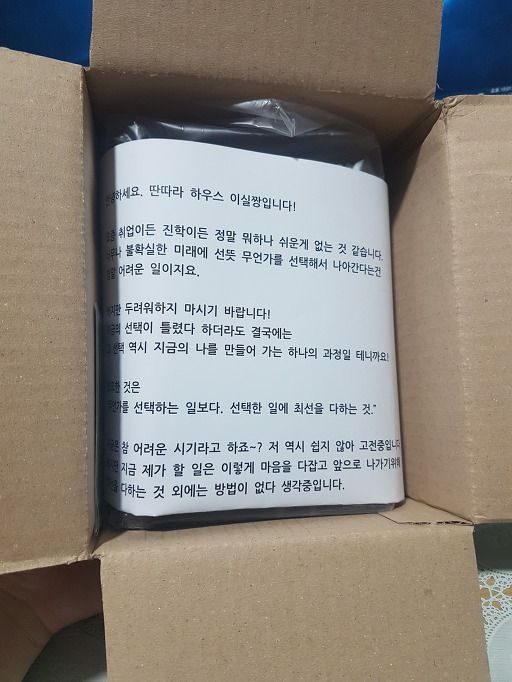 안녕하세요. 딴따라 하우스 이실짱입니다!
취업이든 진학이든 정말 뭐하나 쉬운게 없는 것 같습니다.
불확실한 미래에 선뜻 무언가를 선택해서 나아간다는건
어려운 일이지요.
두려워하지 마시기 바랍니다!
선택이 틀렸다 하더라도 결국에는
선택 역시 지금의 나를 만들어 가는 하나의 과정일 테니까요!
것은
무언가를 선택하는 일보다. 선택한 일에 최선을 다하는 것."
참 어려운 시기라고 하죠~? 저 역시 쉽지 않아 고전중입니다
지금 제가 할 일은 이렇게 마음을 다잡고 앞으로 나가기위해
다하는 것 외에는 방법이 없다 생각중입니다.